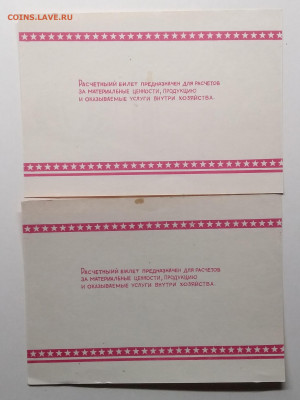 COINS.LAVE.RU
РАСЧЕТНЫЙ БИЛЕТ ПРЕДНАЗНАЧЕН ДЛЯ РАСЧЕТОВ
ЗА МАТЕРИАЛЬНЫЕ ЦЕННОСТИ, ПРОДУКЦИЮ
И ОКАЗЫВАЕМЫЕ УСЛУГИ ВНУТРИ ХОЗЯЙСТВА.
РАСЧЕТНЫЙ БИЛЕТ ПРЕДНАЗНАЧЕН ДЛЯ РАСЧЕТОВ
ЗА МАТЕРИАЛЬНЫЕ ЦЕННОСТИ, ПРОДУКЦИЮ
И ОКАЗЫВАЕМЫЕ УСЛУГИ ВНУТРИ ХОЗЯЙСТВА.